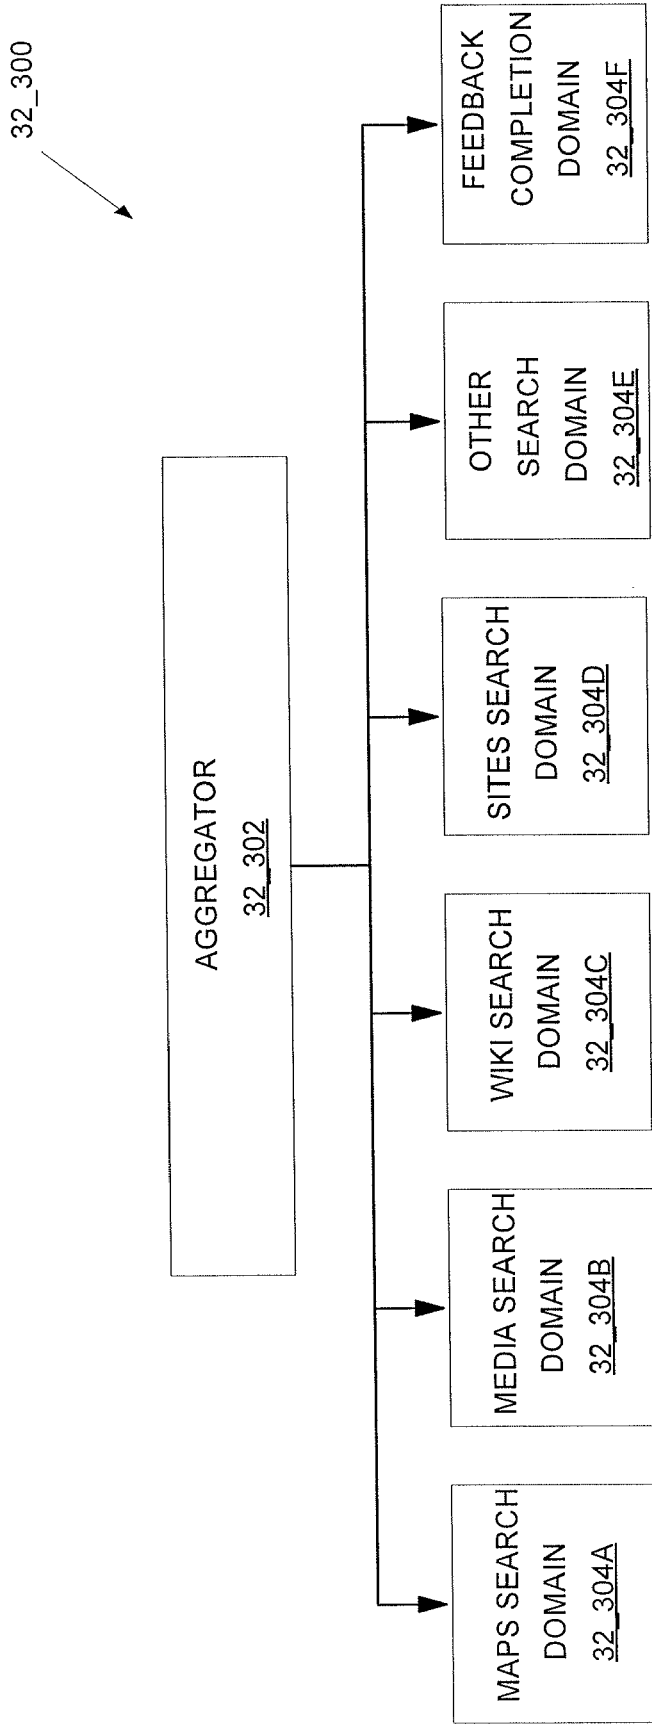 32_300
AGGREGATOR
32_302
MAPS SEARCH
DOMAIN
32_304A
MEDIA SEARCH
DOMAIN
32_304B
WIKI SEARCH
DOMAIN
32_304C
SITES SEARCH
DOMAIN
32_304D
OTHER
SEARCH
DOMAIN
32_304E
FEEDBACK
COMPLETION
DOMAIN
32_304F